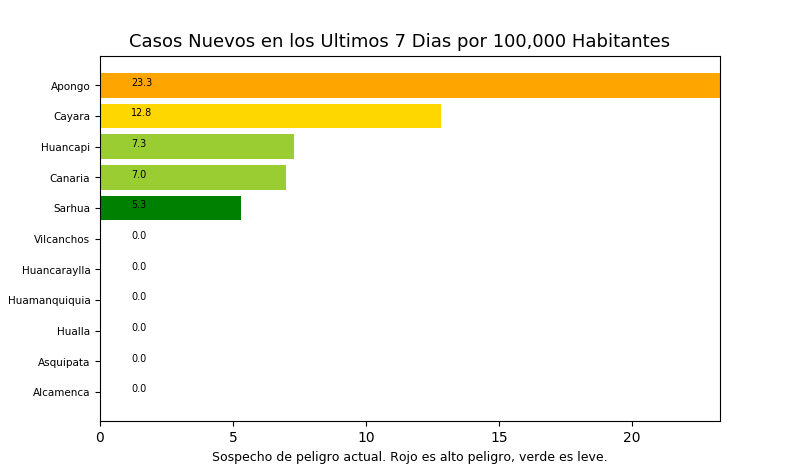 Casos Nuevos en los Ultimos 7 Dias por 100,000 Habitantes
Apongo 23.3
Cayara 12.8
Huancapi 7.3
Canaria 7.0
Sarhua 5.3
Vilcanchos 0.0
Huancaraylla 0.0
Huamanquiquia 0.0
Hualla 0.0
Asquipata 0.0
Alcamenca 0.0
0 5 10 15 20
Sospecho de peligro actual. Rojo es alto peligro, verde es leve.